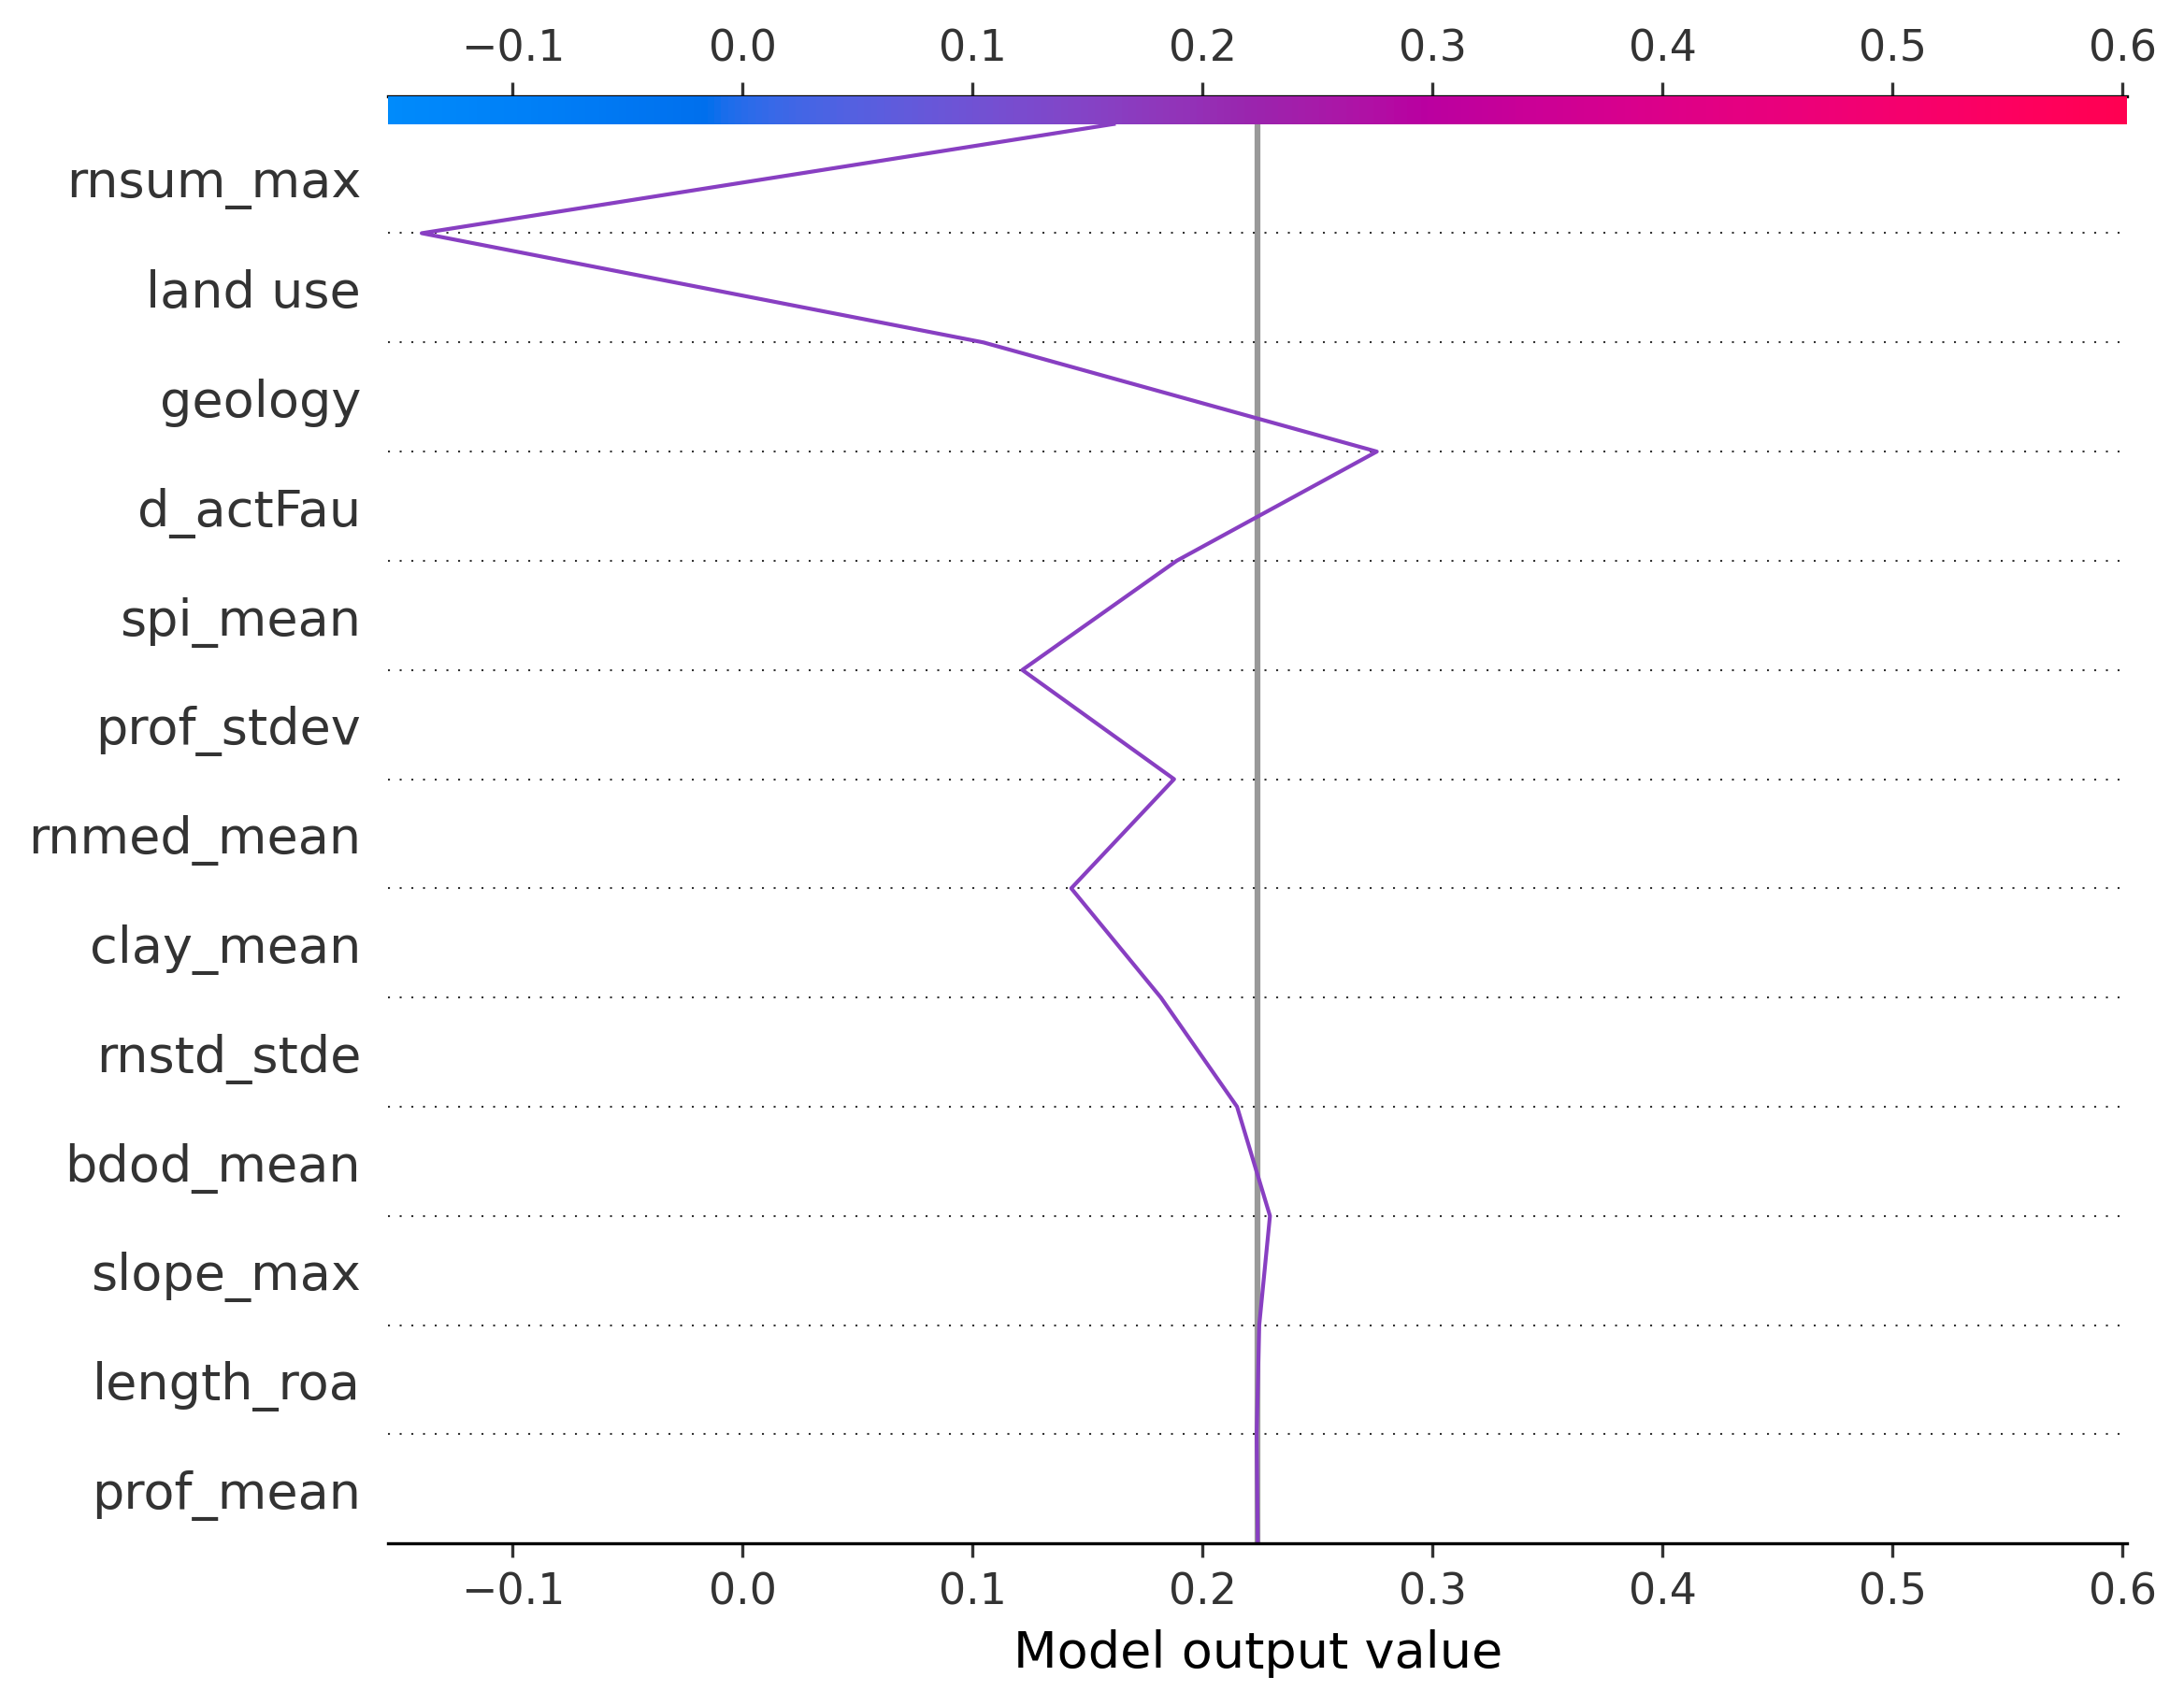 −0.1 0.0 0.1 0.2 0.3 0.4 0.5 0.6
rnsum_max
land use
geology
d_actFau
spi_mean
prof_stdev
rnmed_mean
clay_mean
rnstd_stde
bdod_mean
slope_max
length_roa
prof_mean
−0.1 0.0 0.1 0.2 0.3 0.4 0.5 0.6
Model output value